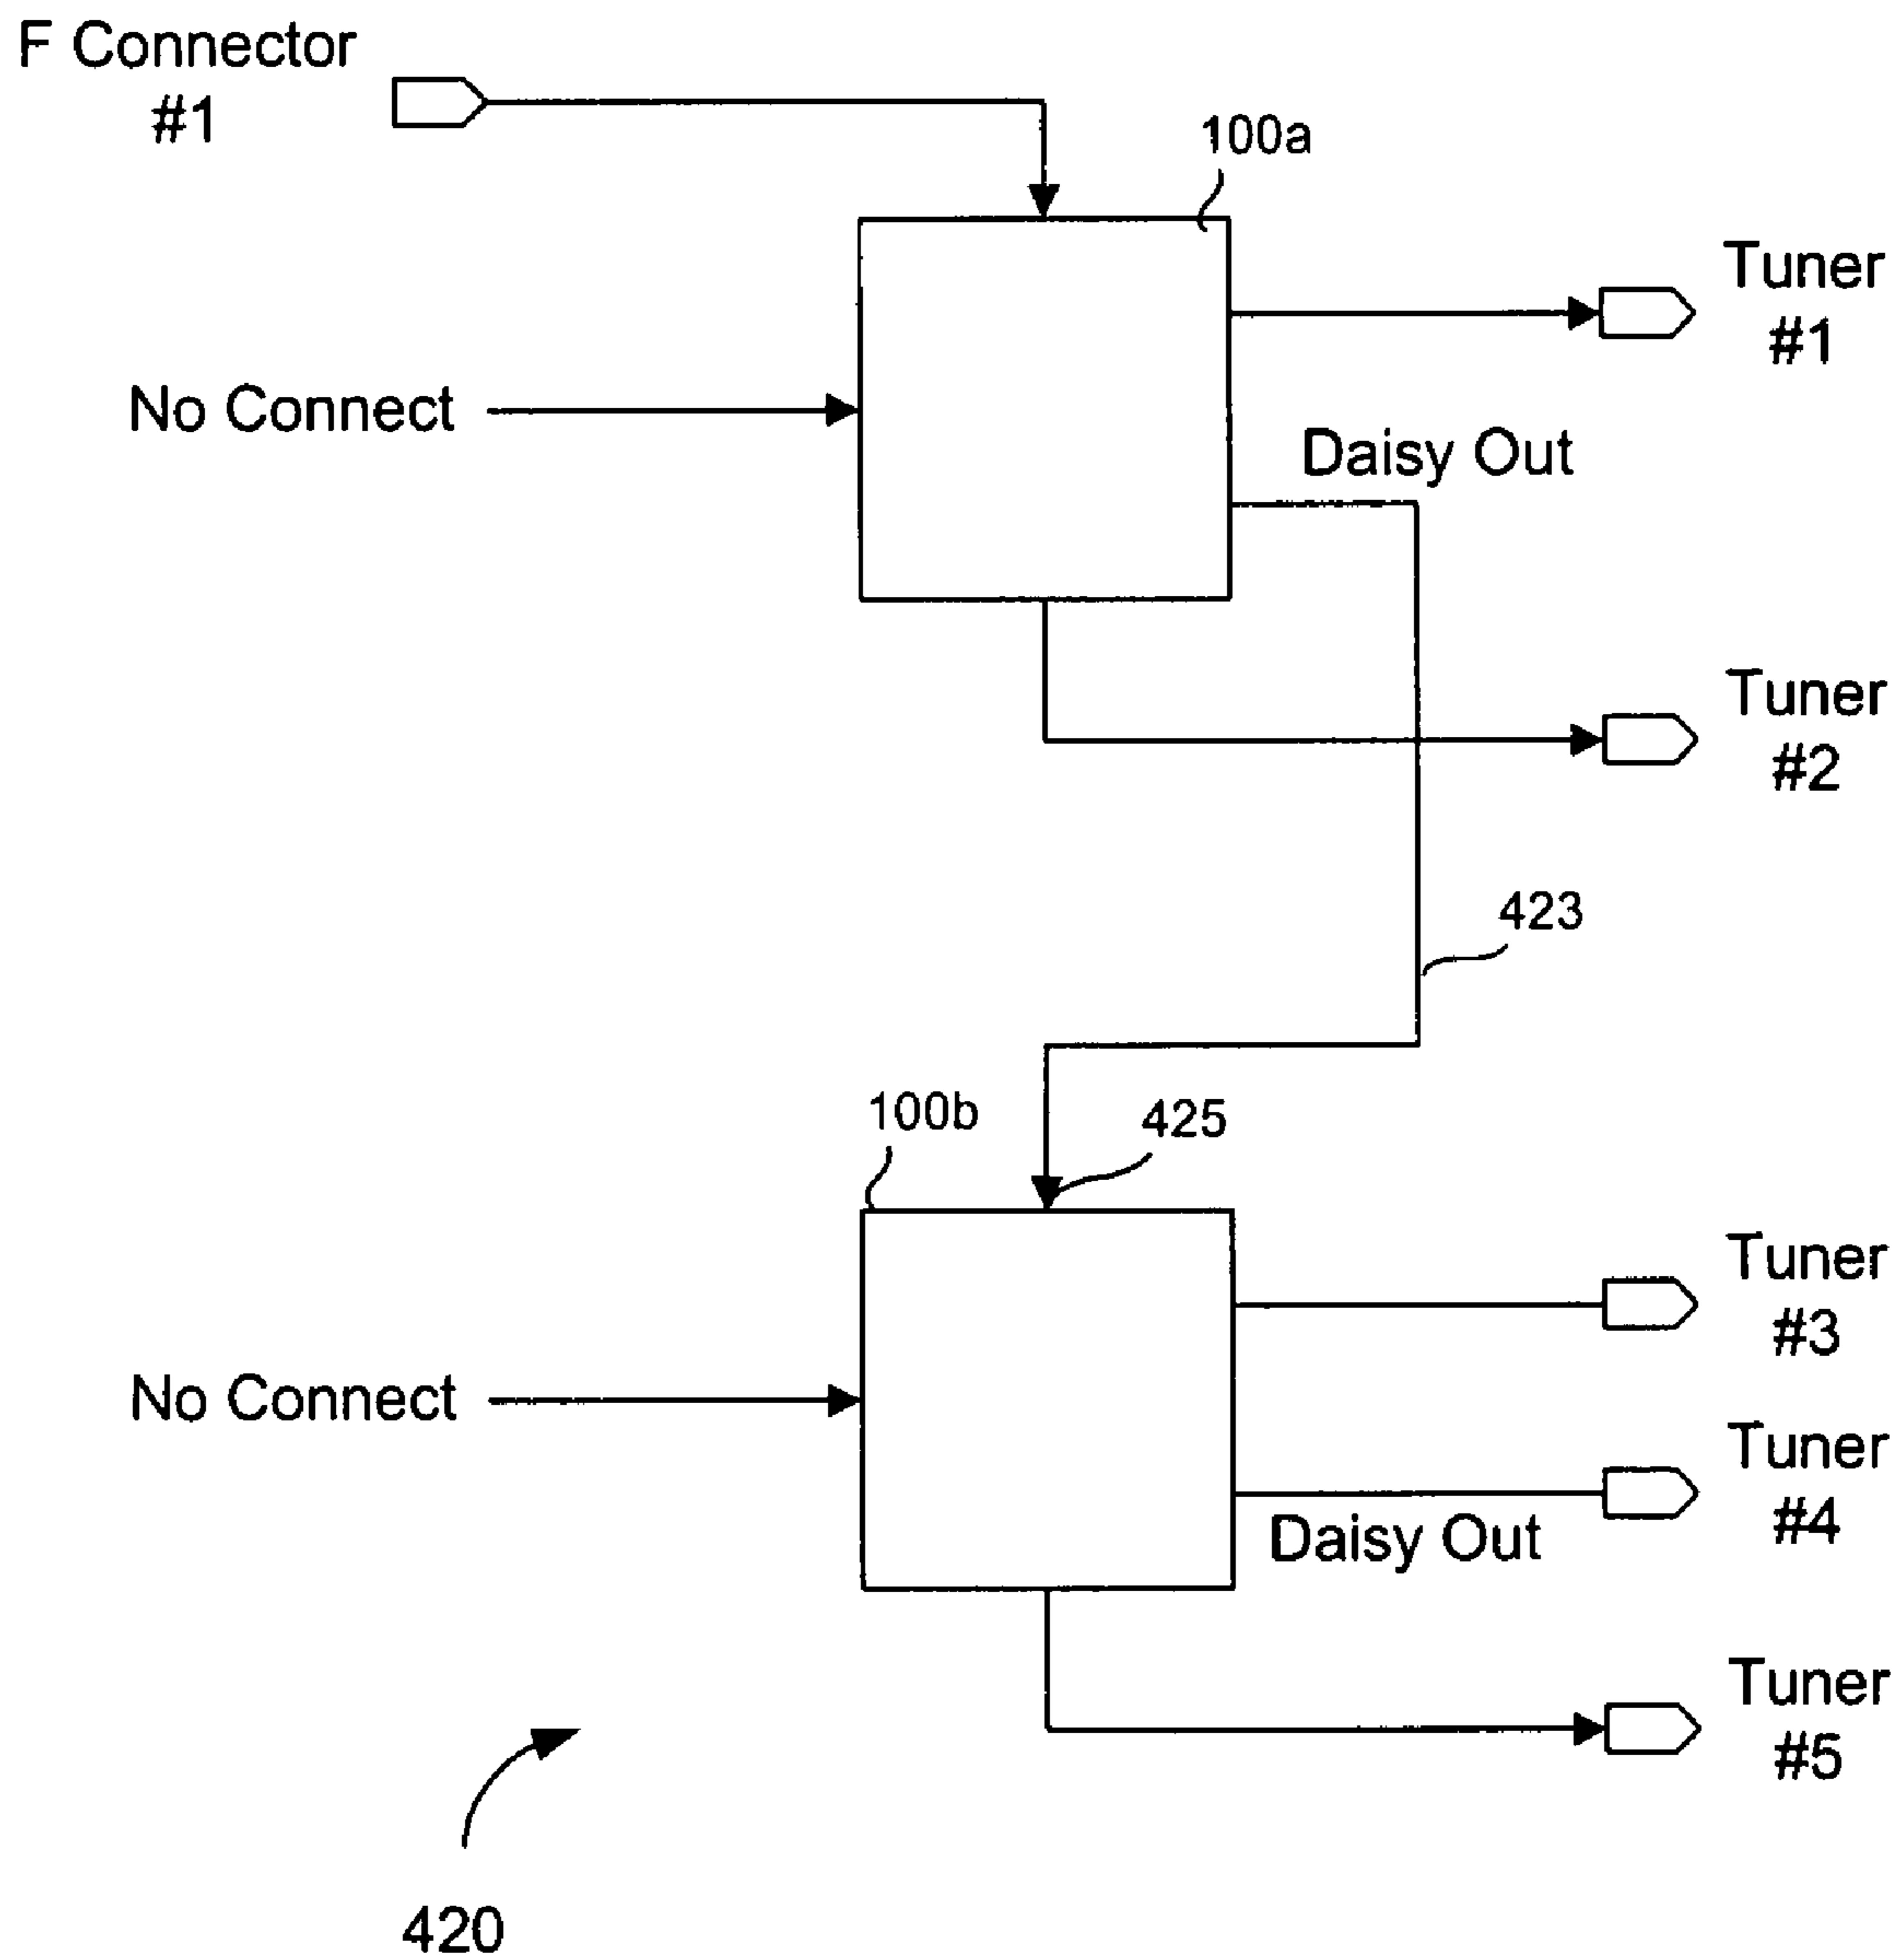 F Connector
#1
100a
Tuner
#1
No Connect
Daisy Out
Tuner
#2
423
100b
425
Tuner
#3
No Connect
Tuner
#4
Daisy Out
Tuner
#5
420